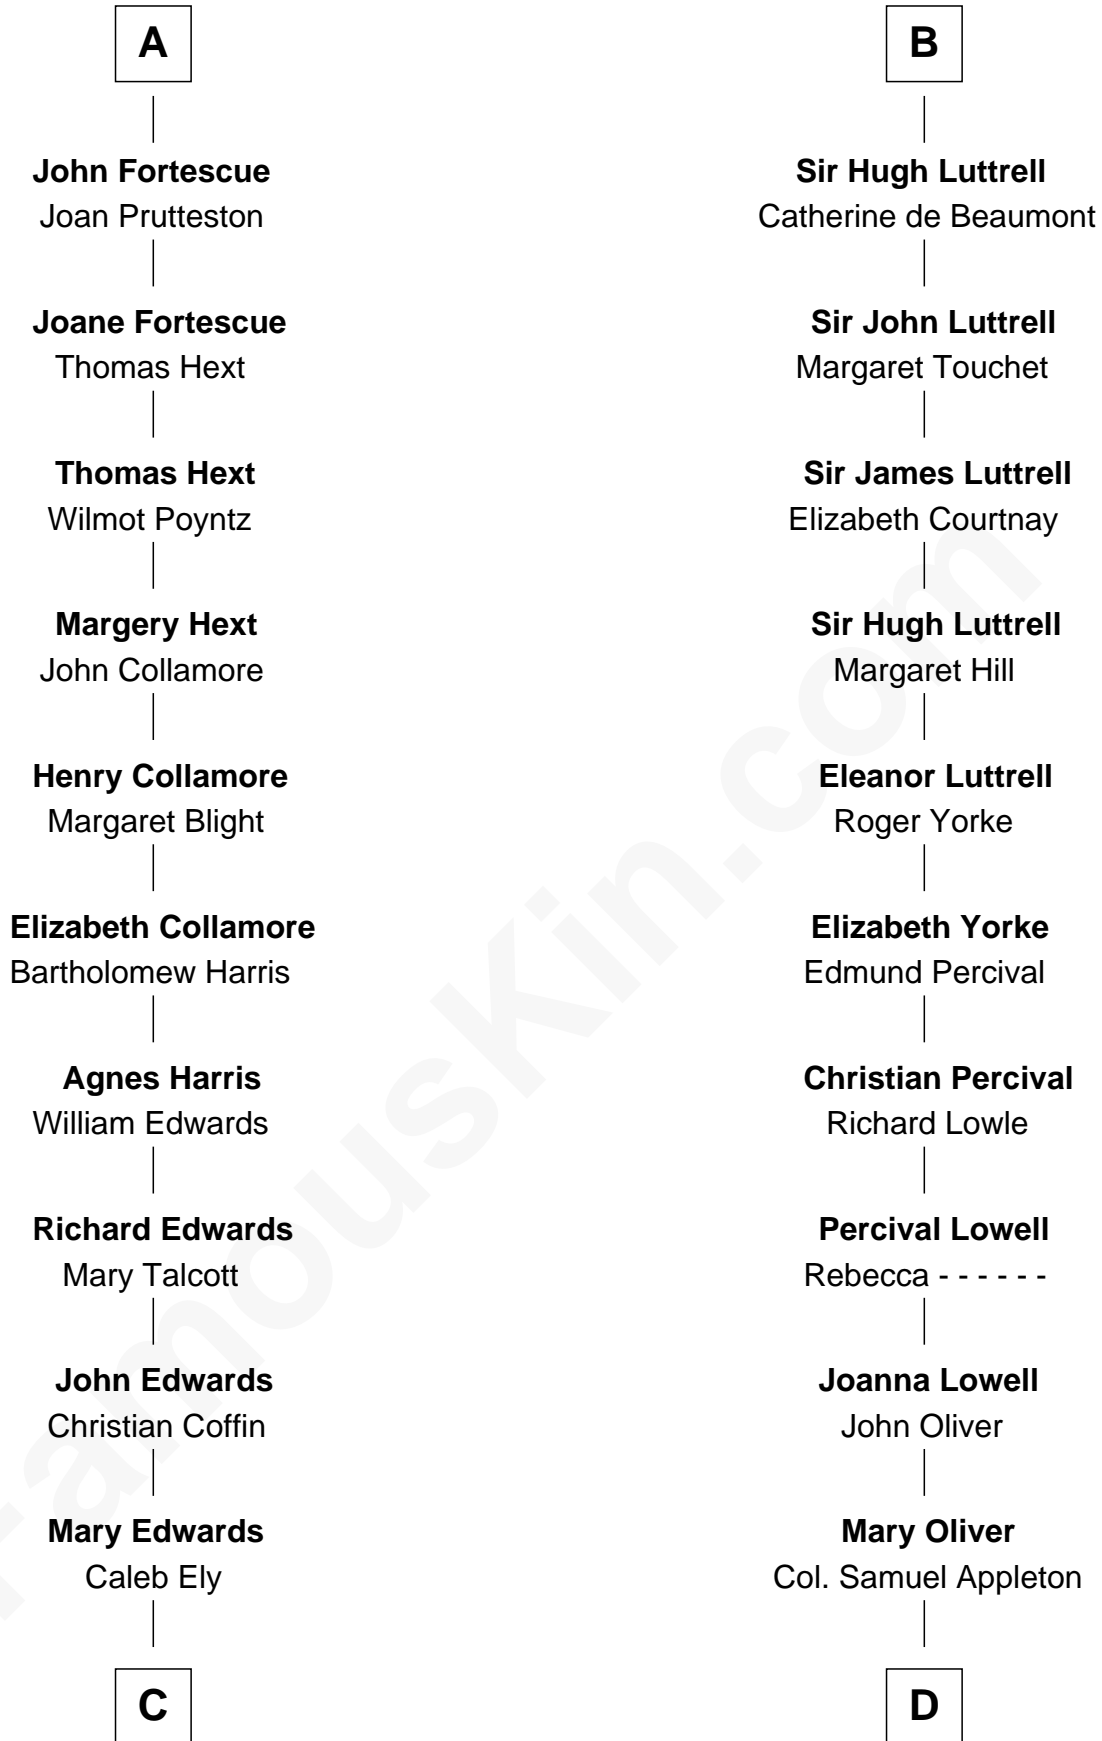 A
John Fortescue
Joan Prutteston
Joane Fortescue
Thomas Hext
Thomas Hext
Wilmot Poyntz
Margery Hext
John Collamore
Henry Collamore
Margaret Blight
Elizabeth Collamore
Bartholomew Harris
Agnes Harris
William Edwards
Richard Edwards
Mary Talcott
John Edwards
Christian Coffin
Mary Edwards
Caleb Ely
C
B
Sir Hugh Luttrell
Catherine de Beaumont
Sir John Luttrell
Margaret Touchet
Sir James Luttrell
Elizabeth Courtnay
Sir Hugh Luttrell
Margaret Hill
Eleanor Luttrell
Roger Yorke
Elizabeth Yorke
Edmund Percival
Christian Percival
Richard Lowle
Percival Lowell
Rebecca - - - - - -
Joanna Lowell
John Oliver
Mary Oliver
Col. Samuel Appleton
D
FamousKin.com